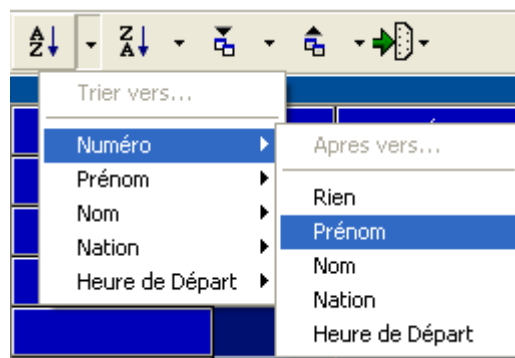 A
Z
Z
A
Trier vers...
Numéro
Prénom
Nom
Nation
Heure de Départ
Apres vers...
Rien
Prénom
Nom
Nation
Heure de Départ